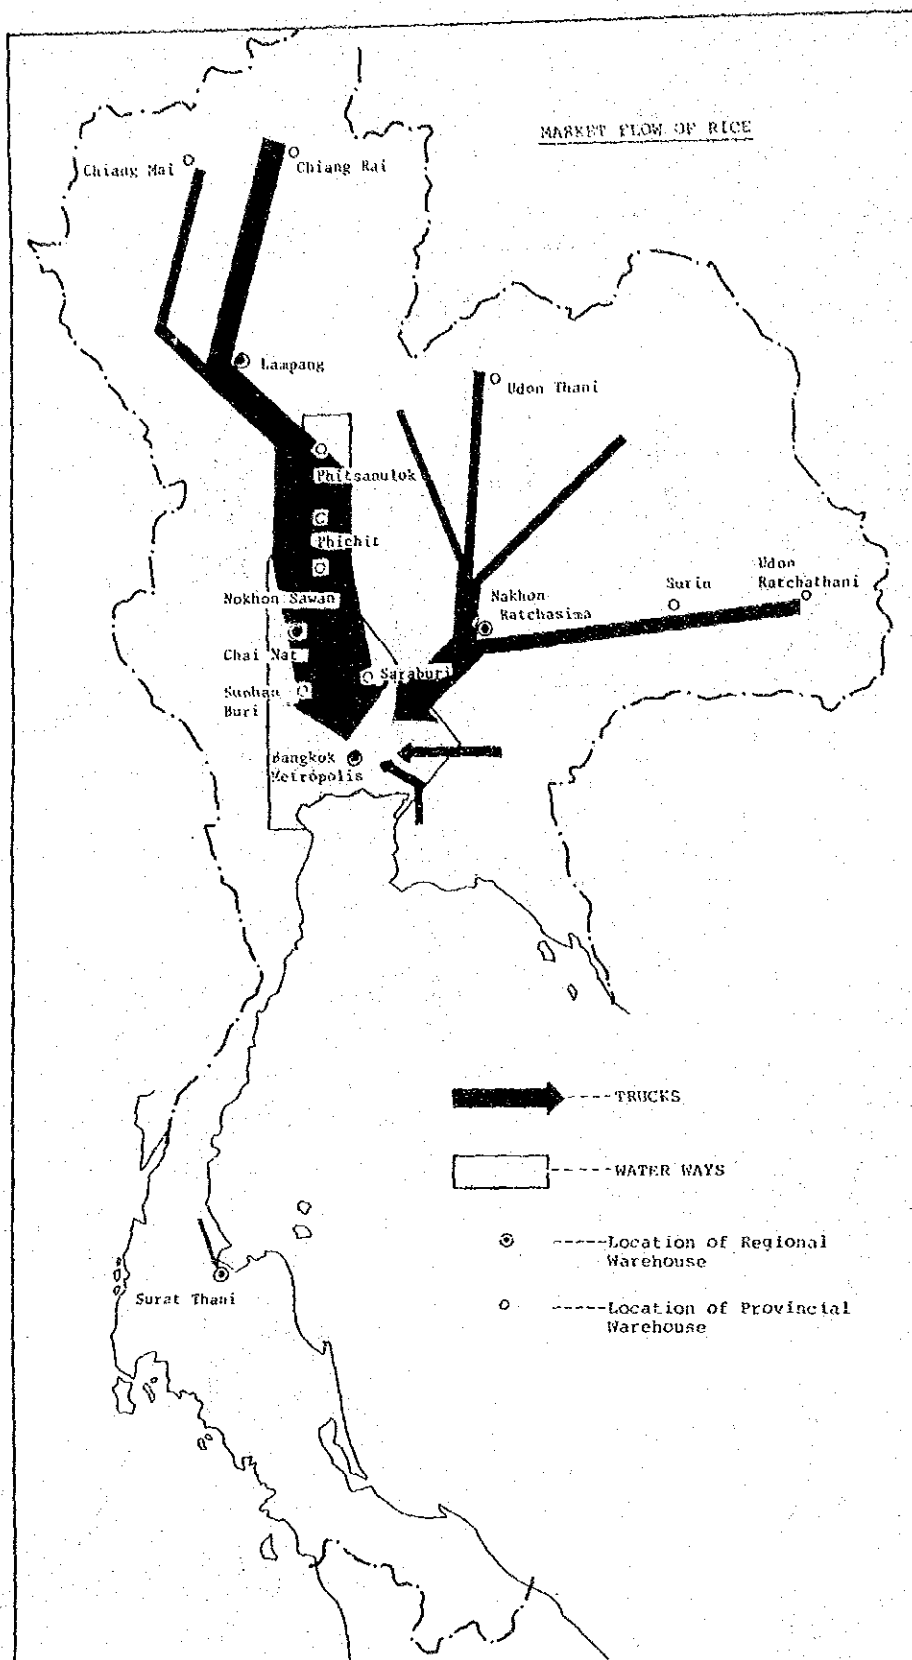 MARKET FLOW OF RICE
Chiang Mai
Chiang Rai
Lampang
Udon Thani
Phitsanulok
Phichit
Nokhon Sawan
Nakhon
Ratchasima
Surin
Udon
Ratchathani
Chai Nat
Saraburi
Suphan
Buri
Bangkok
Metropolis
TRUCKS
WATER WAYS
Location of Regional
Warehouse
Location of Provincial
Warehouse
Surat Thani